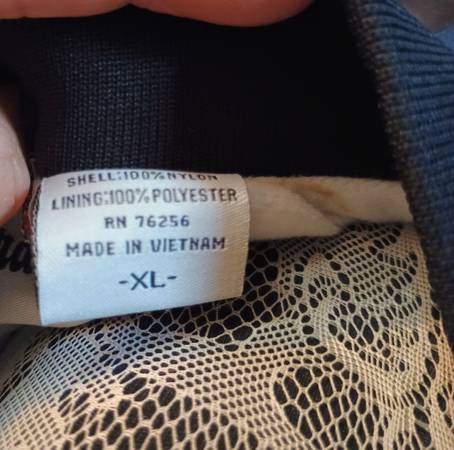 SHELL:100% NYLON
LINING:100% POLYESTER
RN 76256
MADE IN VIETNAM
-XL-